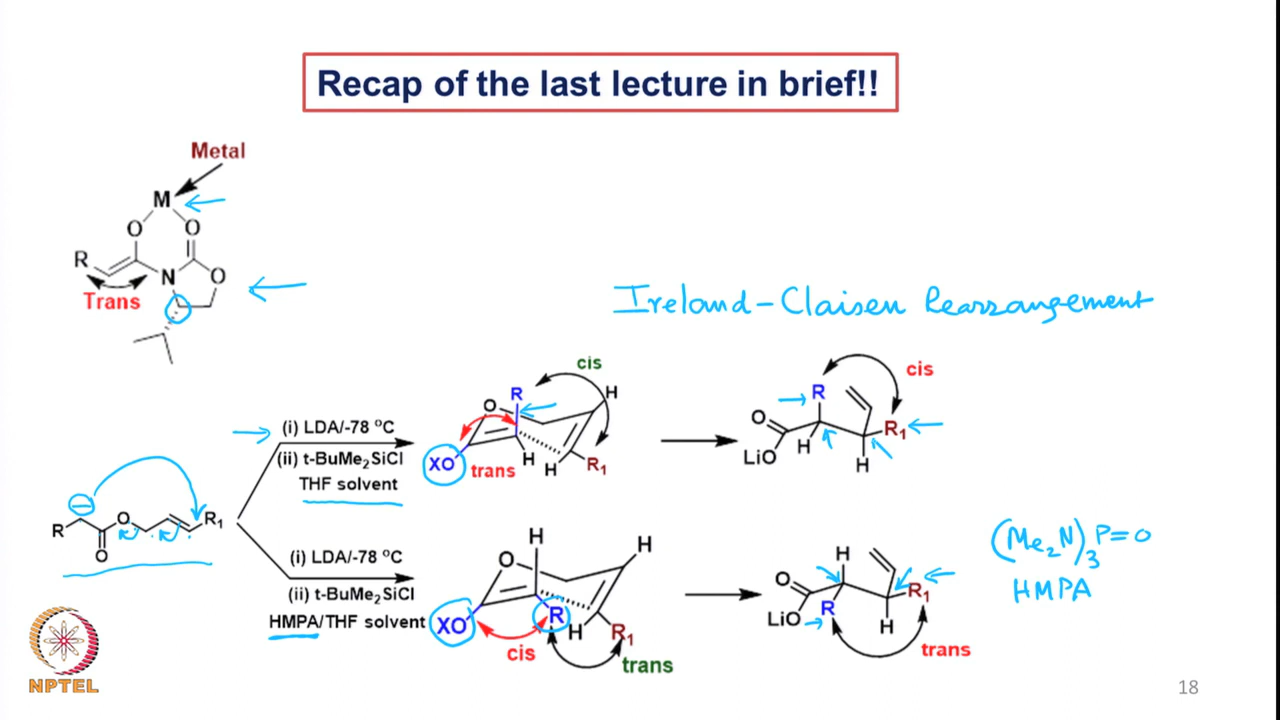 Recap of the last lecture in brief!!
Metal
M
O O
R N O
Trans
Ireland-Claisen Rearrangement
(i) LDA/-78 °C
(ii) t-BuMe₂SiCl
THF solvent
cis
R H
O
XO trans H H R₁
cis
R
O R₁
LiO H H
R O R₁
O
(i) LDA/-78 °C
(ii) t-BuMe₂SiCl
HMPA/THF solvent
H H
O
XO R H R₁
cis trans
H
O R₁
LiO R H
trans
(Me₂N)₃P=O
HMPA
NPTEL
18